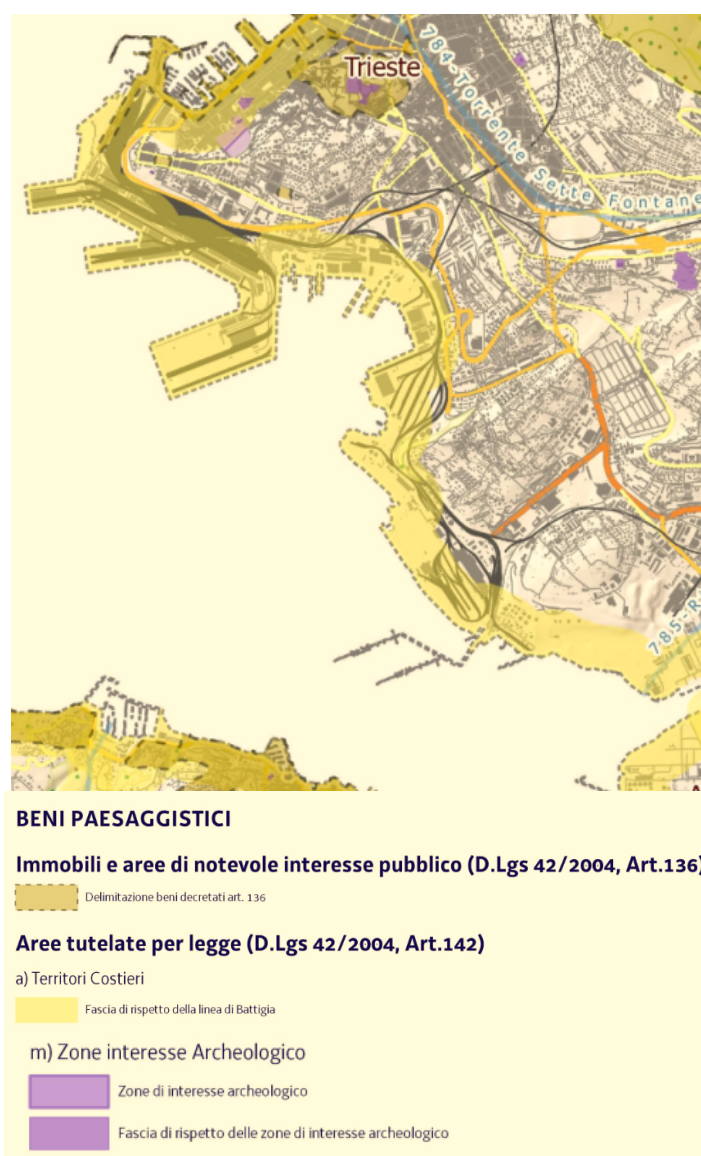 Trieste
784-Torrente Sette Fontane
785-R
BENI PAESAGGISTICI
Immobili e aree di notevole interesse pubblico (D.Lgs 42/2004, Art.136)
Delimitazione beni decretati art. 136
Aree tutelate per legge (D.Lgs 42/2004, Art.142)
a) Territori Costieri
Fascia di rispetto della linea di Battigia
m) Zone interesse Archeologico
Zone di interesse archeologico
Fascia di rispetto delle zone di interesse archeologico